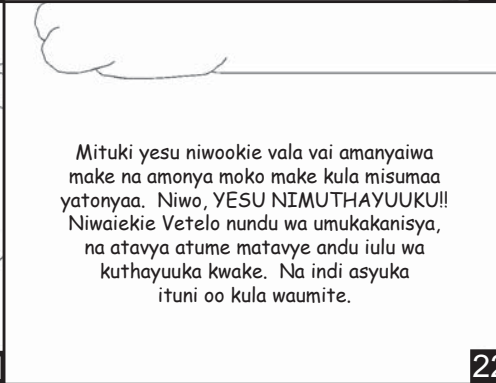 Mituki yesu niwookie vala vai amanyaiwa
make na amonya moko make kula misumaa
yatonyaa. Niwo, YESU NIMUTHAYUUKU!!
Niwaiekie Vetelo nundu wa umukakanisya,
na atavya atume matavye andu iulu wa
kuthayuuka kwake. Na indi asyuka
ituni oo kula waumite.